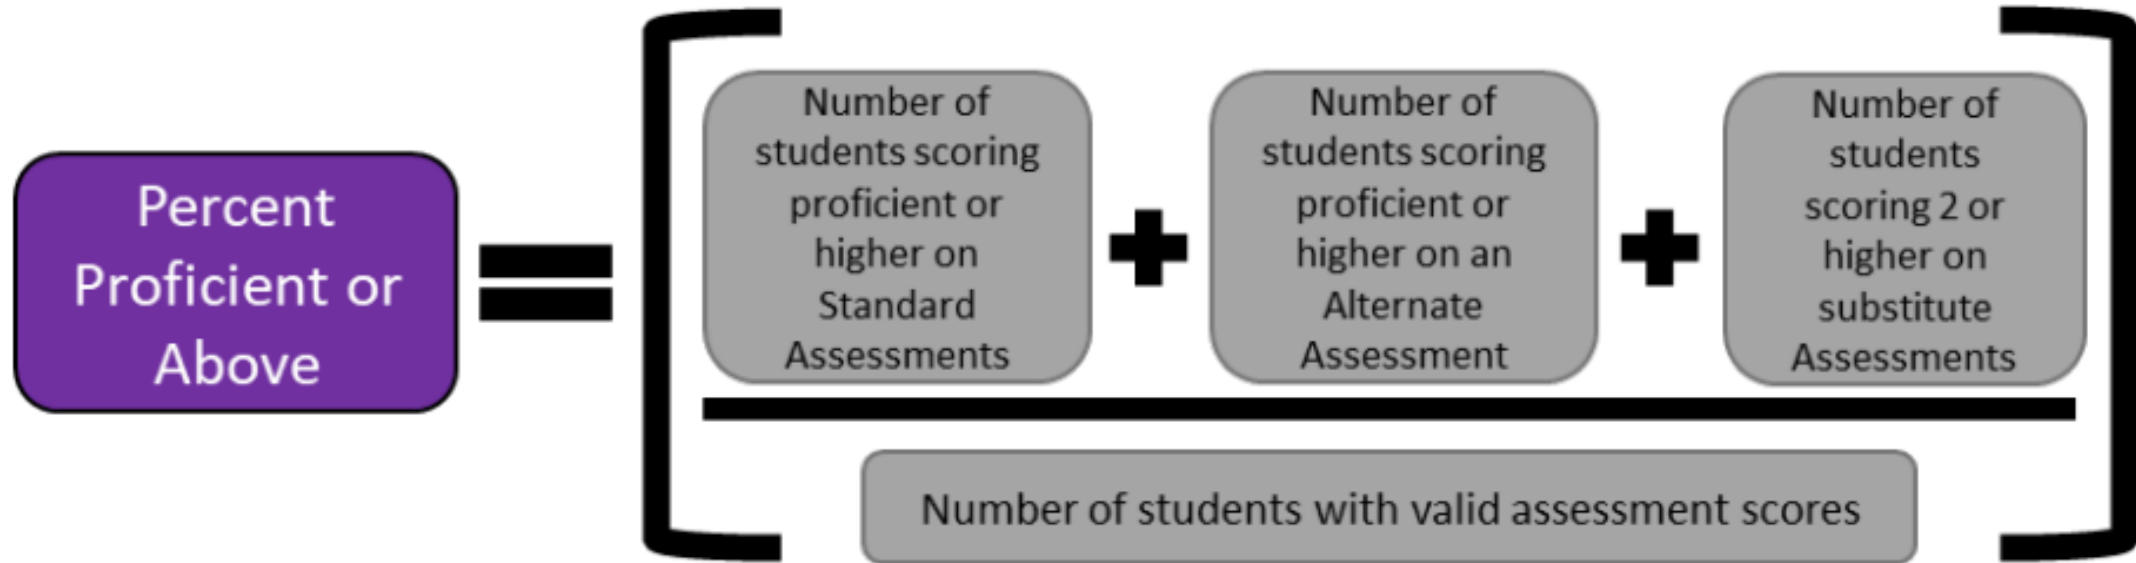 Percent
Proficient or
Above
Number of
students scoring
proficient or
higher on
Standard
Assessments
Number of
students scoring
proficient or
higher on an
Alternate
Assessment
Number of
students
scoring 2 or
higher on
substitute
Assessments
Number of students with valid assessment scores